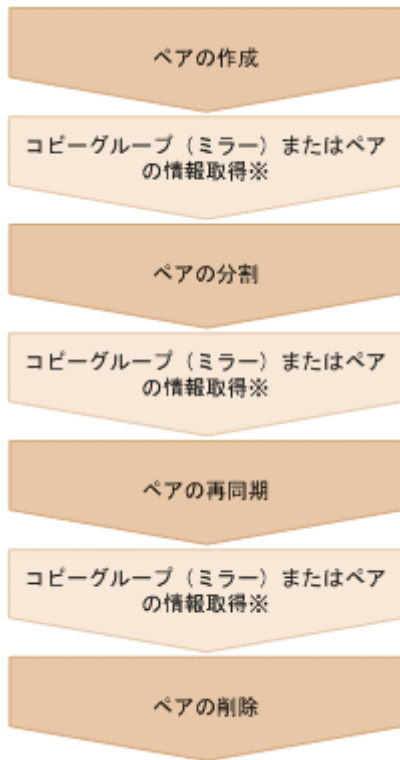 ペアの作成
コピーグループ（ミラー）またはペア
の情報取得※
ペアの分割
コピーグループ（ミラー）またはペア
の情報取得※
ペアの再同期
コピーグループ（ミラー）またはペア
の情報取得※
ペアの削除